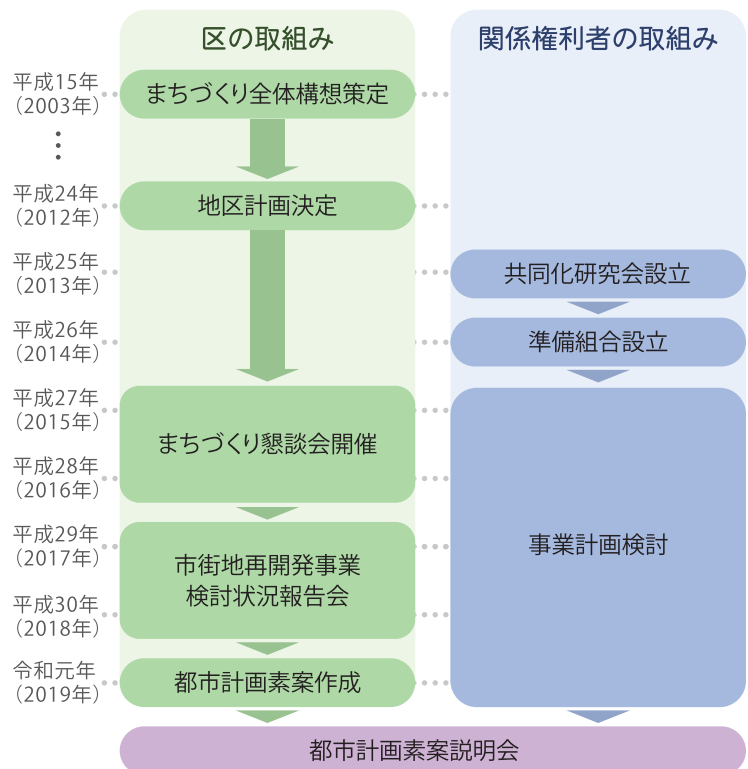 区の取組み
関係権利者の取組み
平成15年
（2003年）
まちづくり全体構想策定
平成24年
（2012年）
地区計画決定
平成25年
（2013年）
共同化研究会設立
平成26年
（2014年）
準備組合設立
平成27年
（2015年）
まちづくり懇談会開催
平成28年
（2016年）
平成29年
（2017年）
市街地再開発事業
検討状況報告会
事業計画検討
平成30年
（2018年）
令和元年
（2019年）
都市計画素案作成
都市計画素案説明会